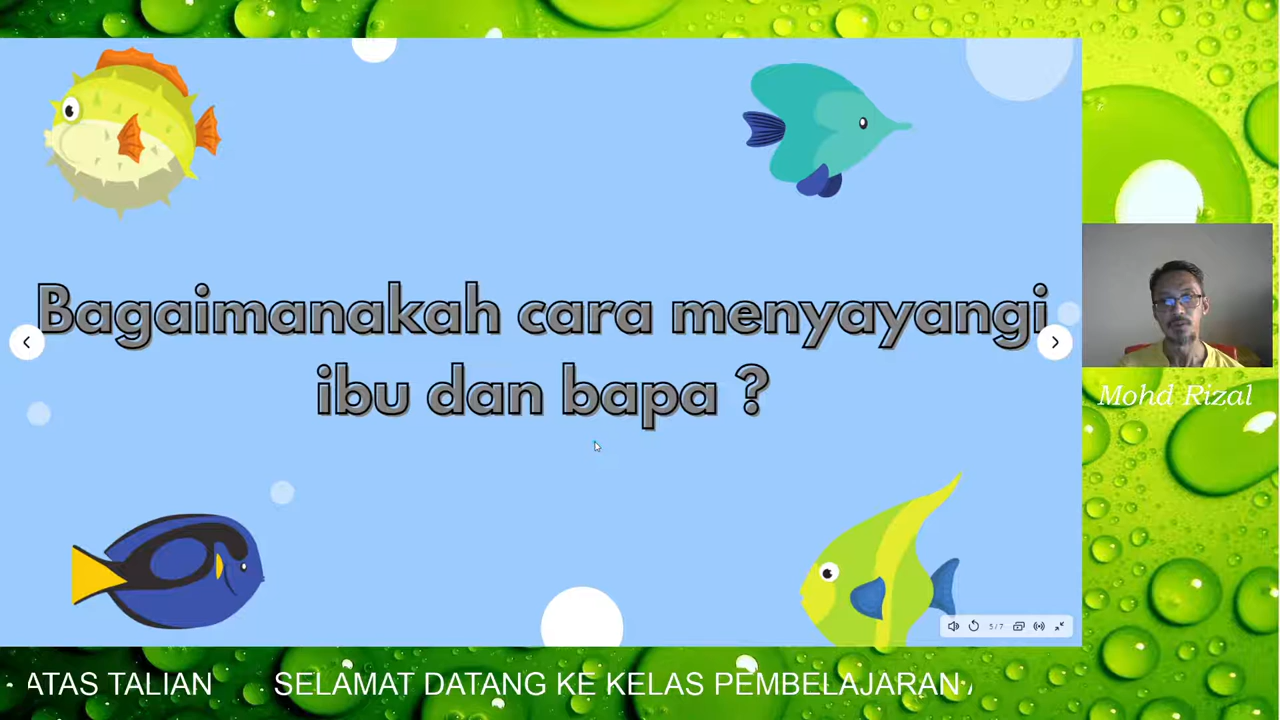 Bagaimanakah cara menyayangi
ibu dan bapa ?
Mohd Rizal
5/7
ATAS TALIAN SELAMAT DATANG KE KELAS PEMBELAJARAN